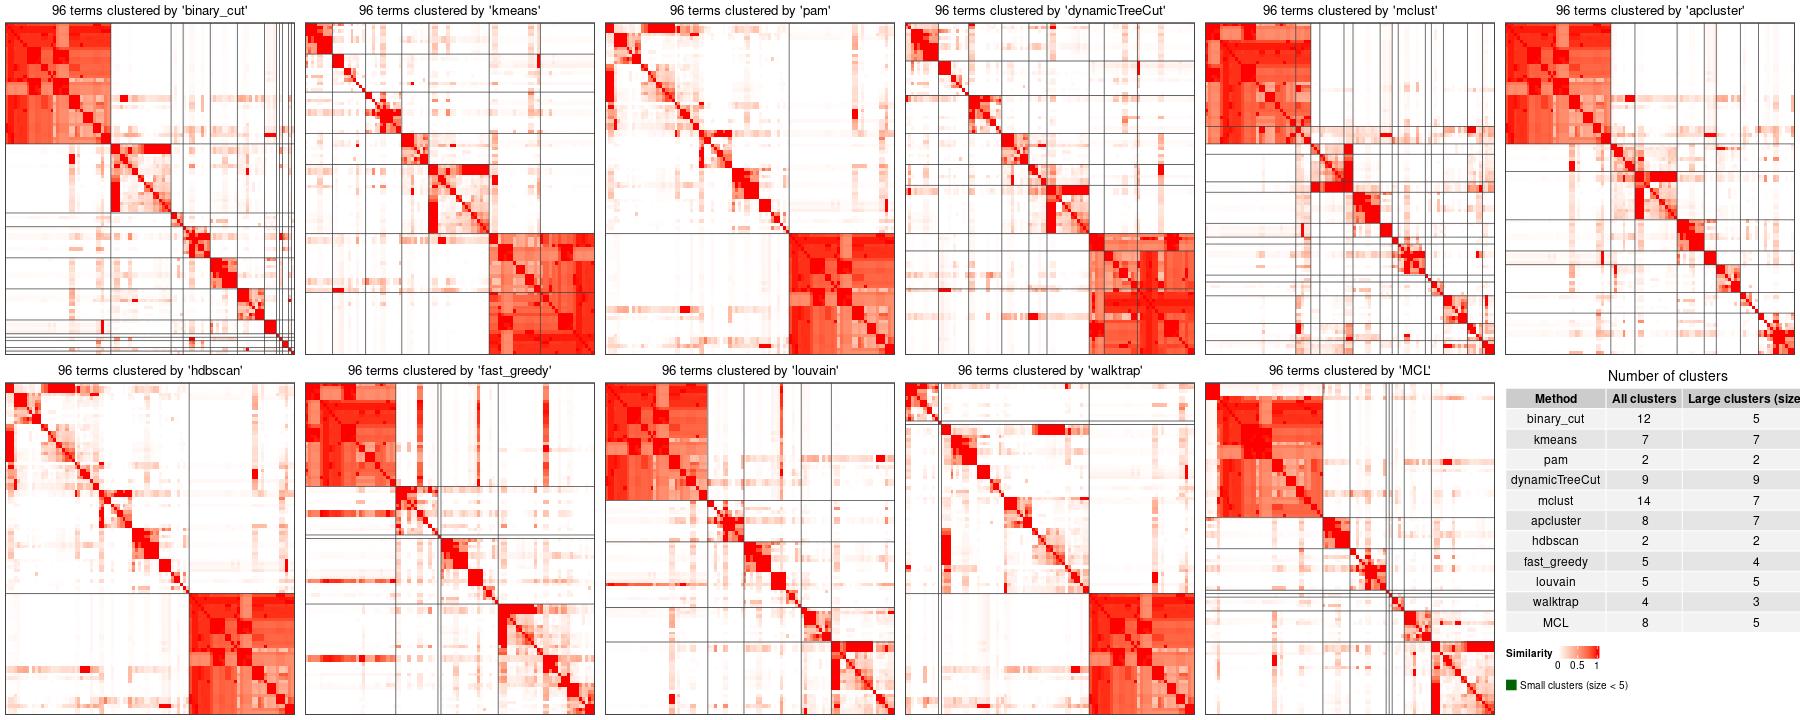 96 terms clustered by 'binary_cut'
96 terms clustered by 'kmeans'
96 terms clustered by 'pam'
96 terms clustered by 'dynamicTreeCut'
96 terms clustered by 'mclust'
96 terms clustered by 'apcluster'
96 terms clustered by 'hdbscan'
96 terms clustered by 'fast_greedy'
96 terms clustered by 'louvain'
96 terms clustered by 'walktrap'
96 terms clustered by 'MCL'
Number of clusters
Method All clusters Large clusters (size
binary_cut 12 5
kmeans 7 7
pam 2 2
dynamicTreeCut 9 9
mclust 14 7
apcluster 8 7
hdbscan 2 2
fast_greedy 5 4
louvain 5 5
walktrap 4 3
MCL 8 5
Similarity
0 0.5 1
Small clusters (size < 5)